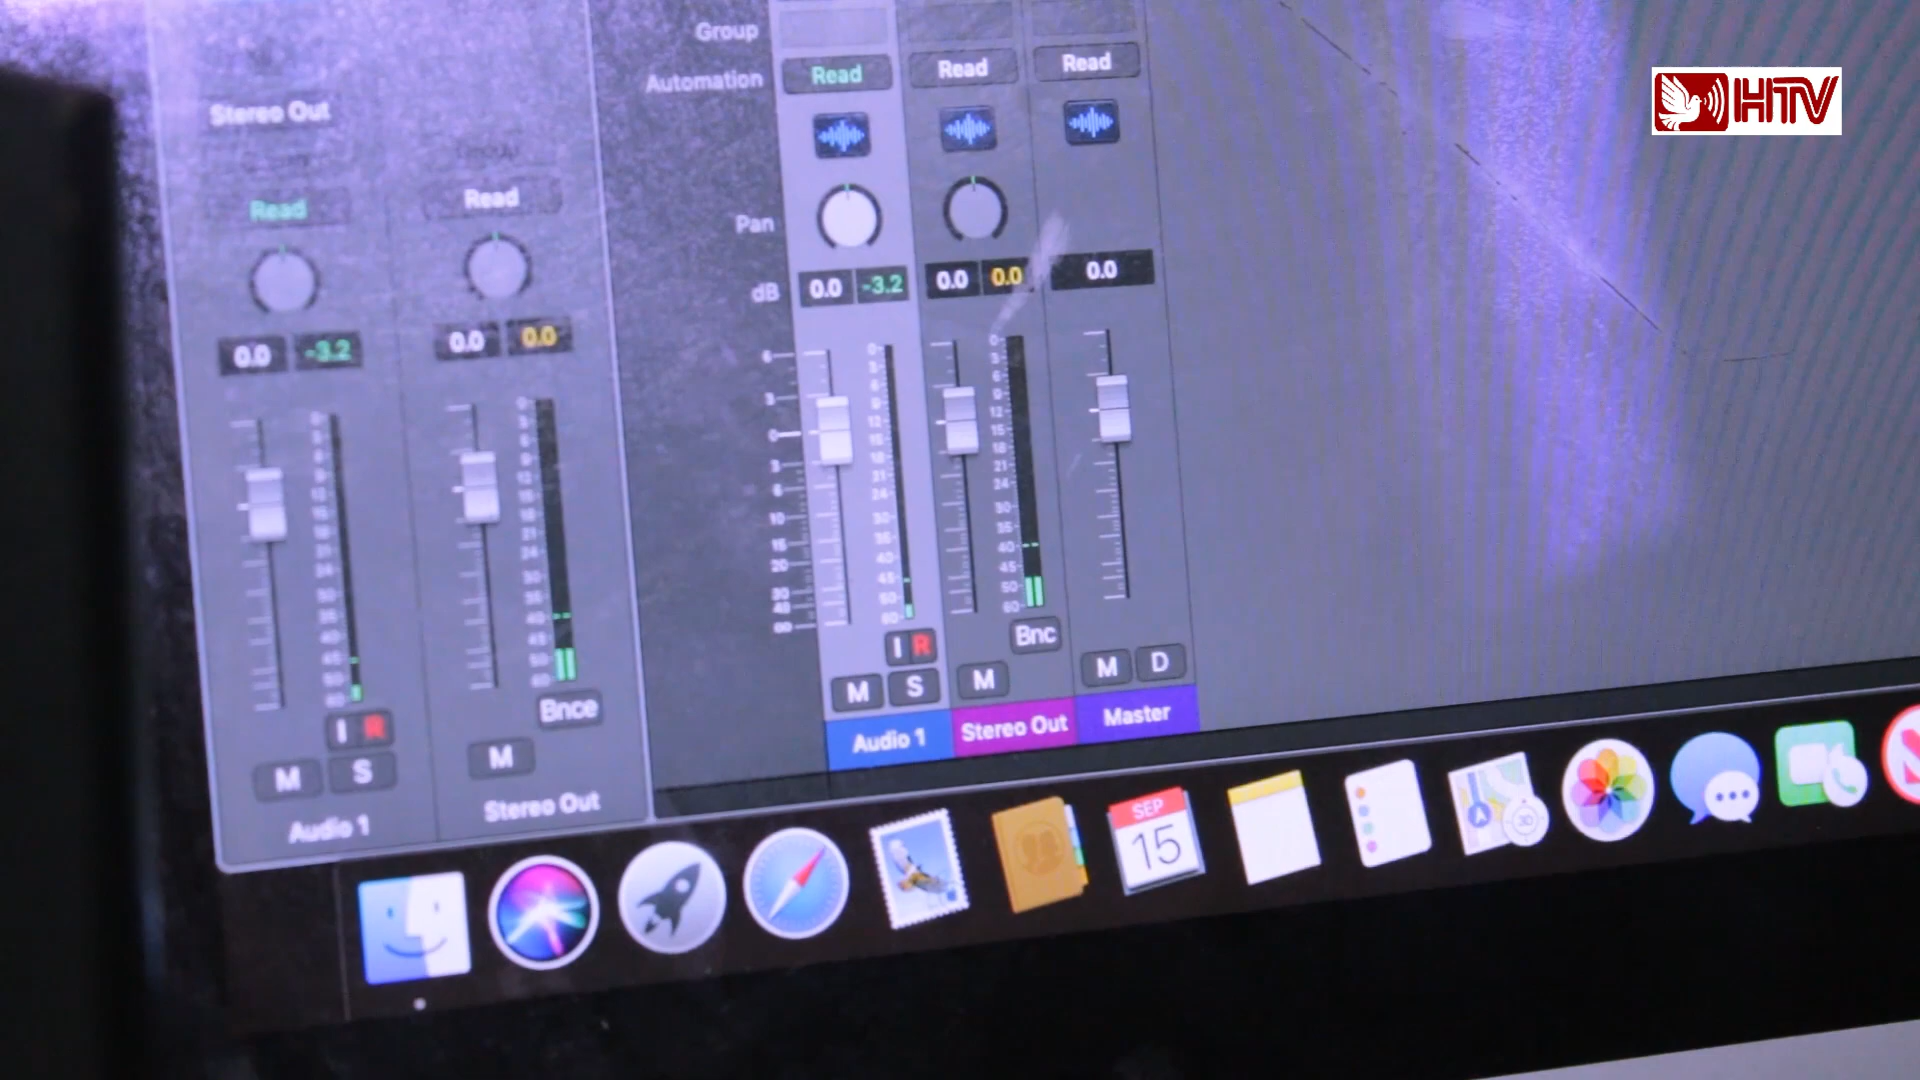 HiTV
Group
Automation
Read
Read
Read
Stereo Out
Read
Read
Pan
dB
0.0
-3.2
0.0
0.0
0.0
0.0
-3.2
0.0
0.0
I R
Bnc
M
S
M
M
D
Audio 1
Stereo Out
Master
I R
Bnce
M
S
M
Audio 1
Stereo Out
SEP
15
3D